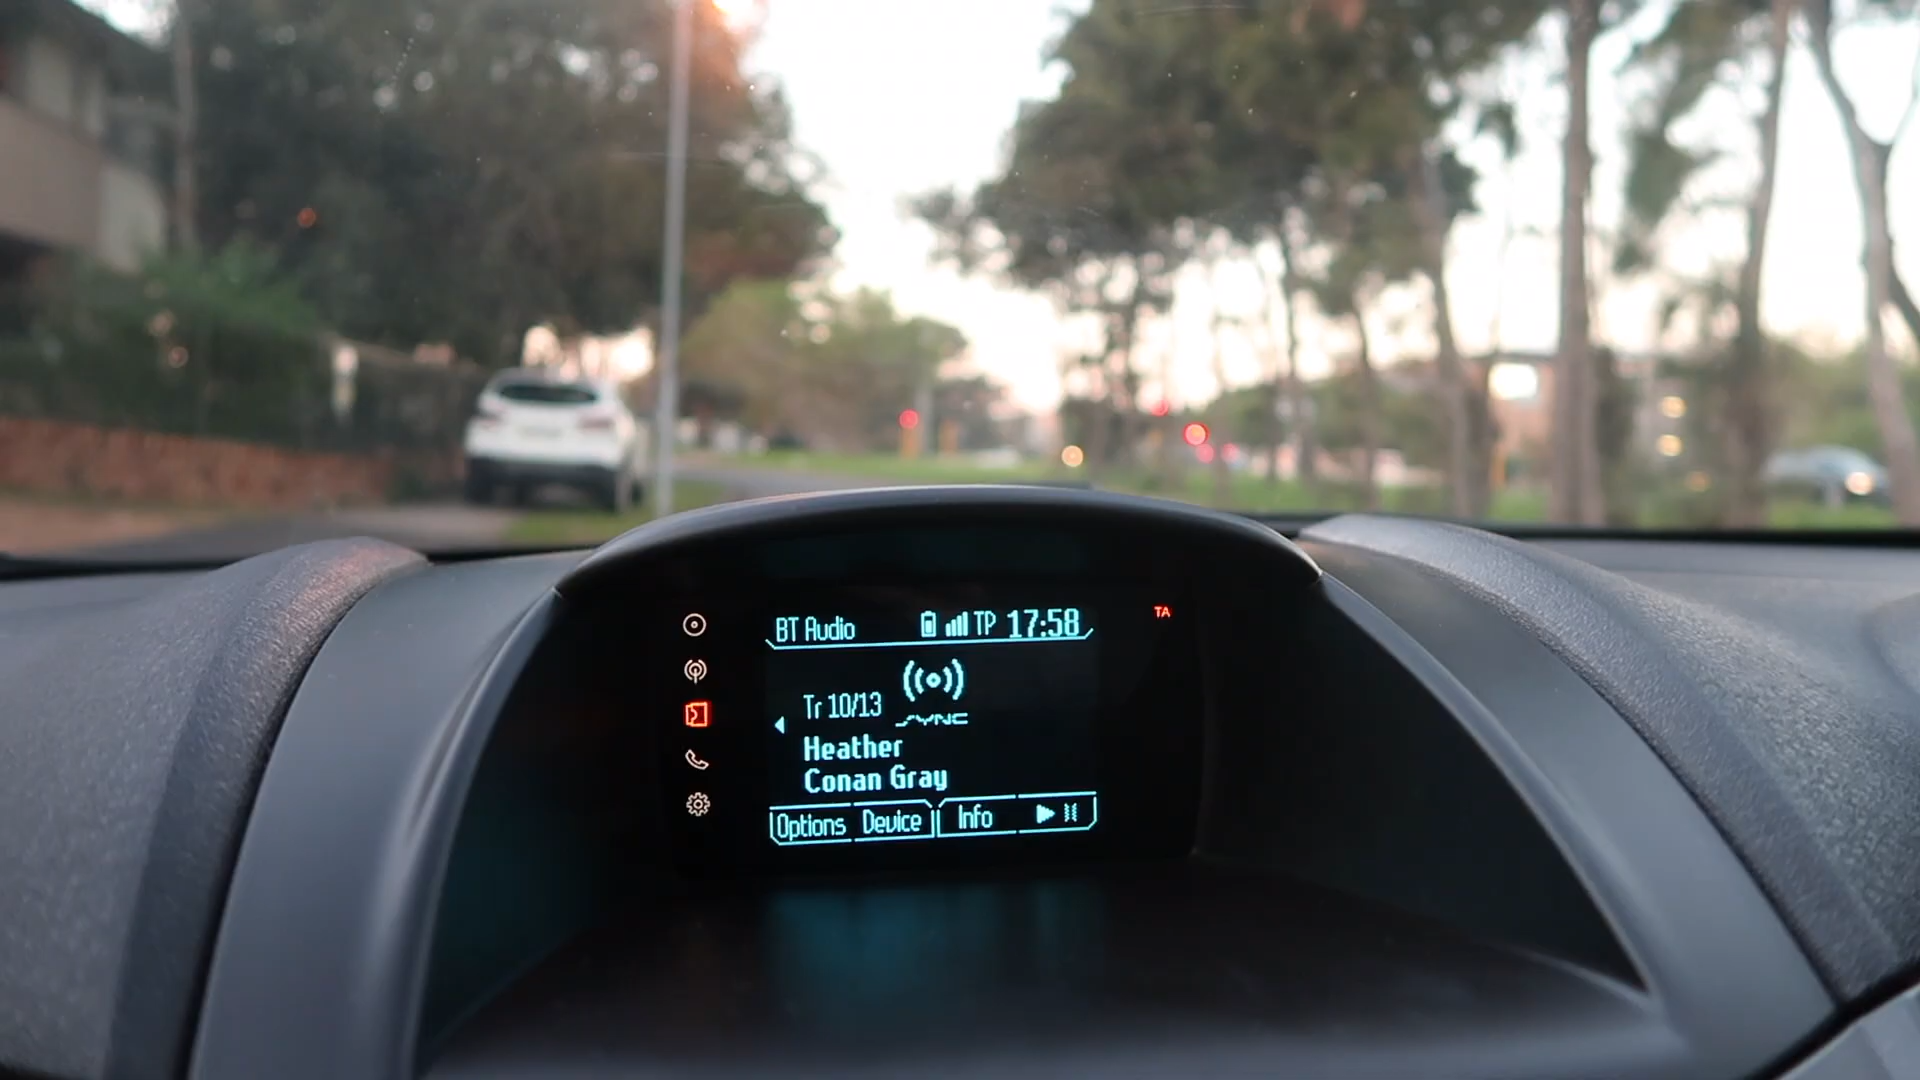 BT Audio TP 17:58
TA
Tr 10/13
SYNC
Heather
Conan Gray
Options Device Info